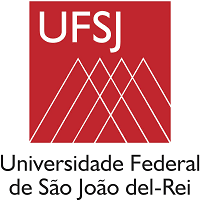 UFSJ
Universidade Federal
de São João del-Rei